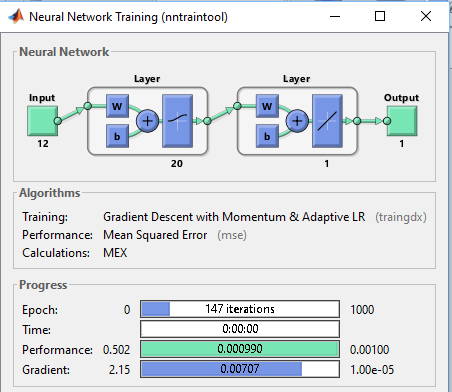 Neural Network Training (nntraintool)
Neural Network
Layer Layer
Input W W Output
b b
12 20 1 1
Algorithms
Training: Gradient Descent with Momentum & Adaptive LR (traingdx)
Performance: Mean Squared Error (mse)
Calculations: MEX
Progress
Epoch: 0 147 iterations 1000
Time: 0:00:00
Performance: 0.502 0.000990 0.00100
Gradient: 2.15 0.00707 1.00e-05